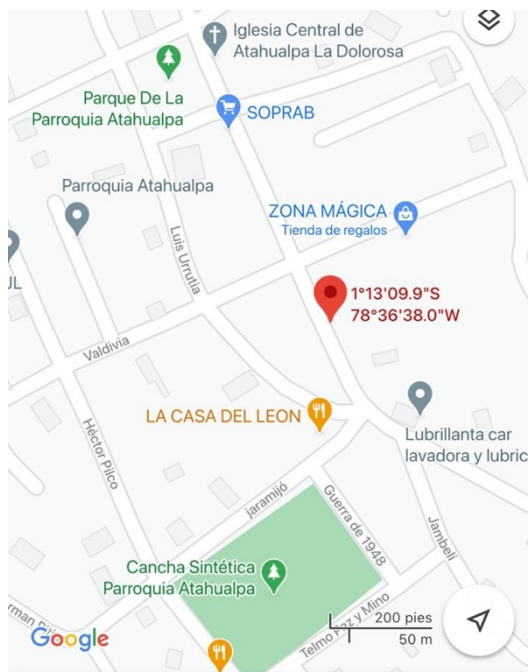 Iglesia Central de
Atahualpa La Dolorosa
Parque De La
Parroquia Atahualpa
SOPRAB
Parroquia Atahualpa
ZONA MÁGICA
Tienda de regalos
Luis Urrutia
JL
1°13'09.9"S
78°36'38.0"W
Valdivia
LA CASA DEL LEON
Lubrillanta car
lavadora y lubric
Héctor Pilco
jaramijó
Guerra de 1948
Jambelí
Cancha Sintética
Parroquia Atahualpa
Telmo Paz y Mino
200 pies
50 m
Google